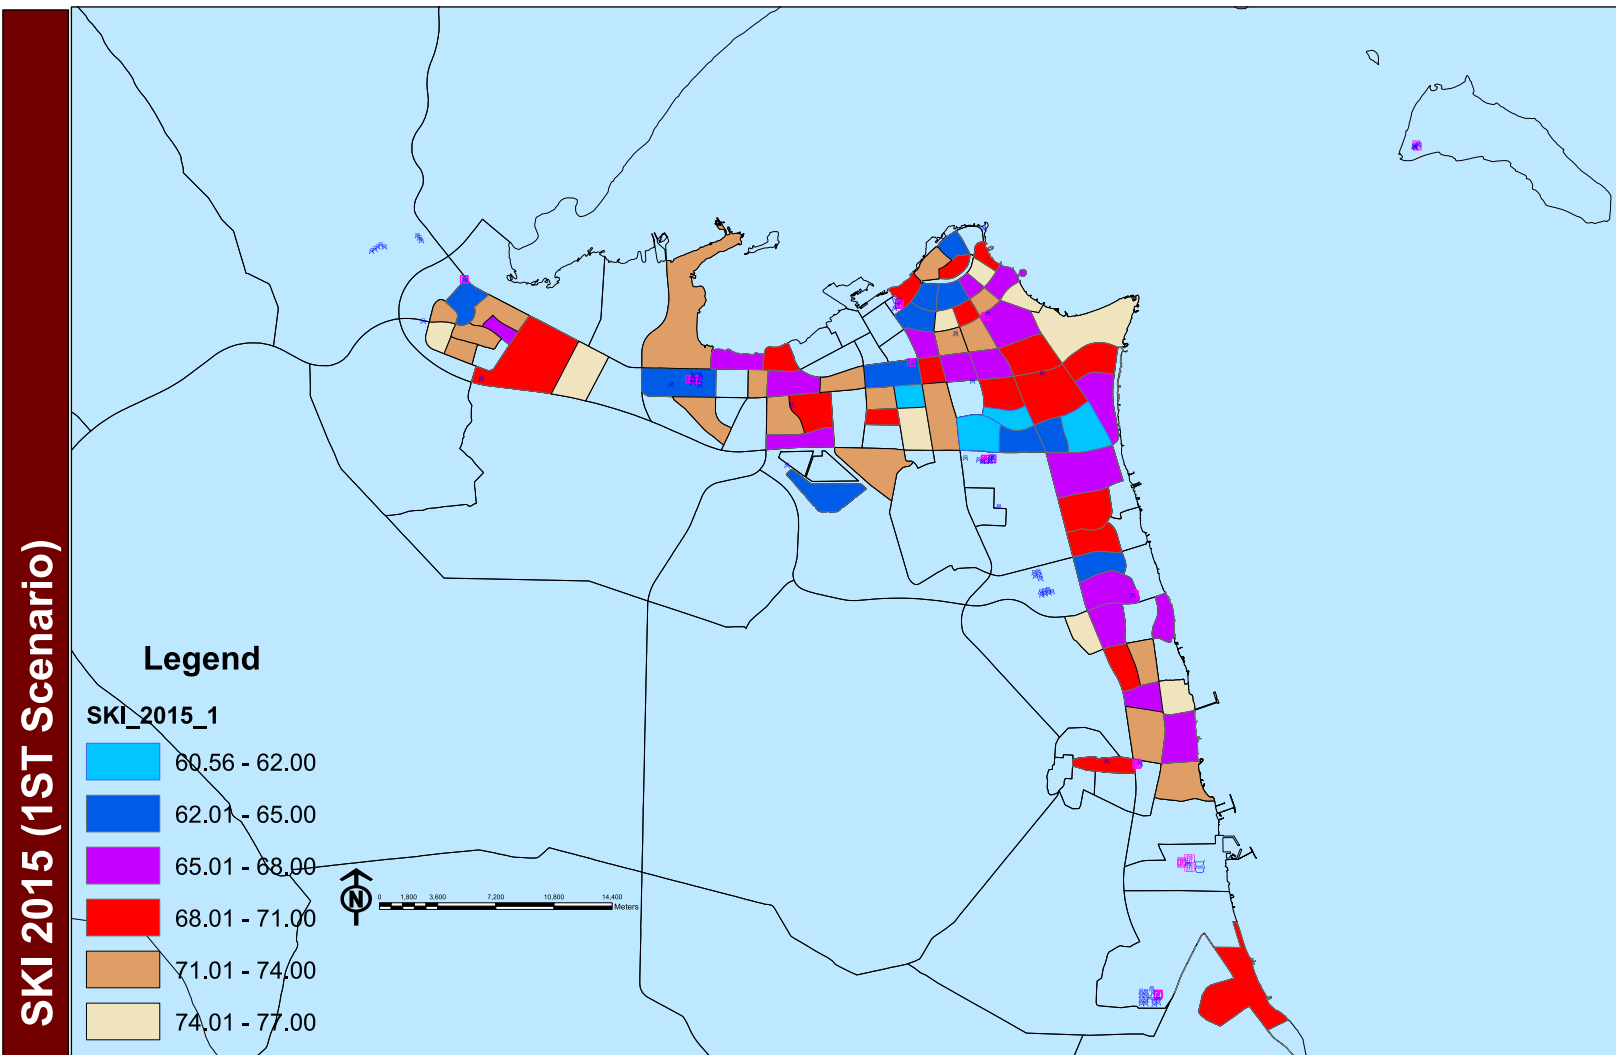 SKI 2015 (1ST Scenario)
Legend
SKI_2015_1
60.56 - 62.00
62.01 - 65.00
65.01 - 68.00
68.01 - 71.00
71.01 - 74.00
74.01 - 77.00
N
0 1,800 3,600 7,200 10,800 14,400
Meters